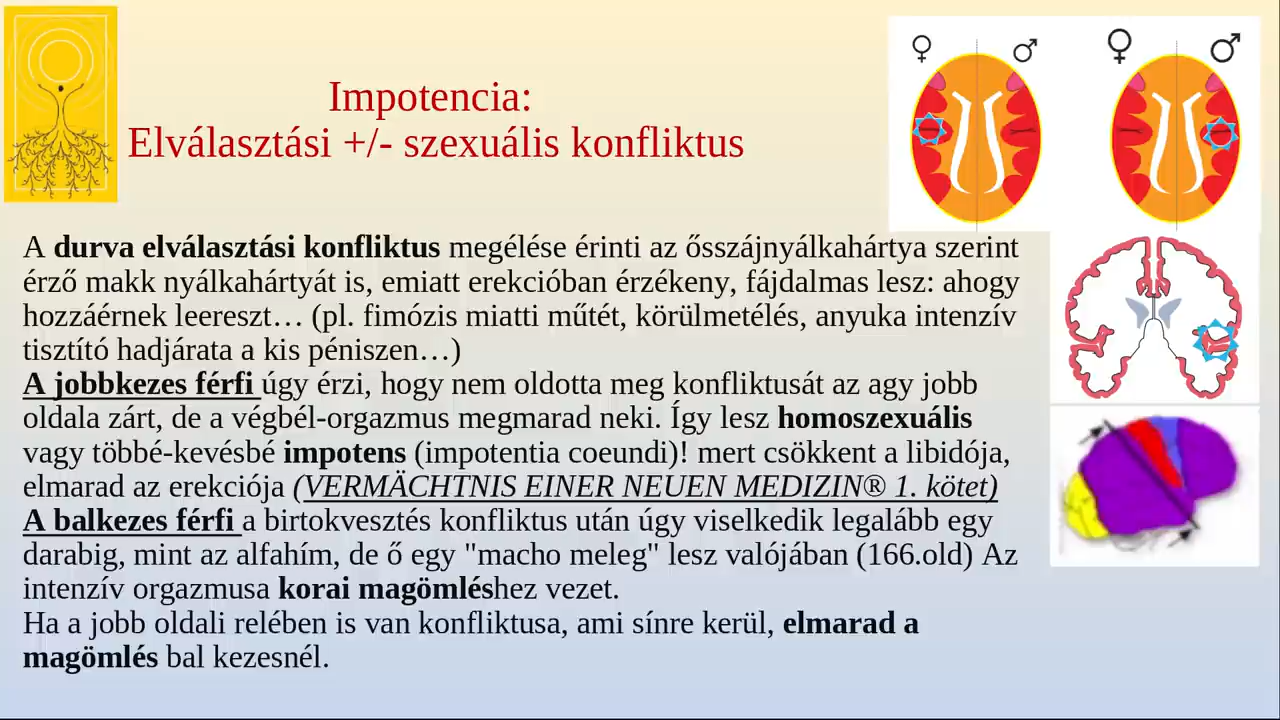 Impotencia:
Elválasztási +/- szexuális konfliktus
A durva elválasztási konfliktus megélése érinti az ősszájnyálkahártya szerint
érző makk nyálkahártyát is, emiatt erekcióban érzékeny, fájdalmas lesz: ahogy
hozzáérnek leereszt… (pl. fimózis miatti műtét, körülmetélés, anyuka intenzív
tisztító hadjárata a kis péniszen…)
A jobbkezes férfi úgy érzi, hogy nem oldotta meg konfliktusát az agy jobb
oldala zárt, de a végbél-orgazmus megmarad neki. Így lesz homoszexuális
vagy többé-kevésbé impotens (impotentia coeundi)! mert csökkent a libidója,
elmarad az erekciója (VERMÄCHTNIS EINER NEUEN MEDIZIN® 1. kötet)
A balkezes férfi a birtokvesztés konfliktus után úgy viselkedik legalább egy
darabig, mint az alfahím, de ő egy "macho meleg" lesz valójában (166.old) Az
intenzív orgazmusa korai magömléshez vezet.
Ha a jobb oldali relében is van konfliktusa, ami sínre kerül, elmarad a
magömlés bal kezesnél.